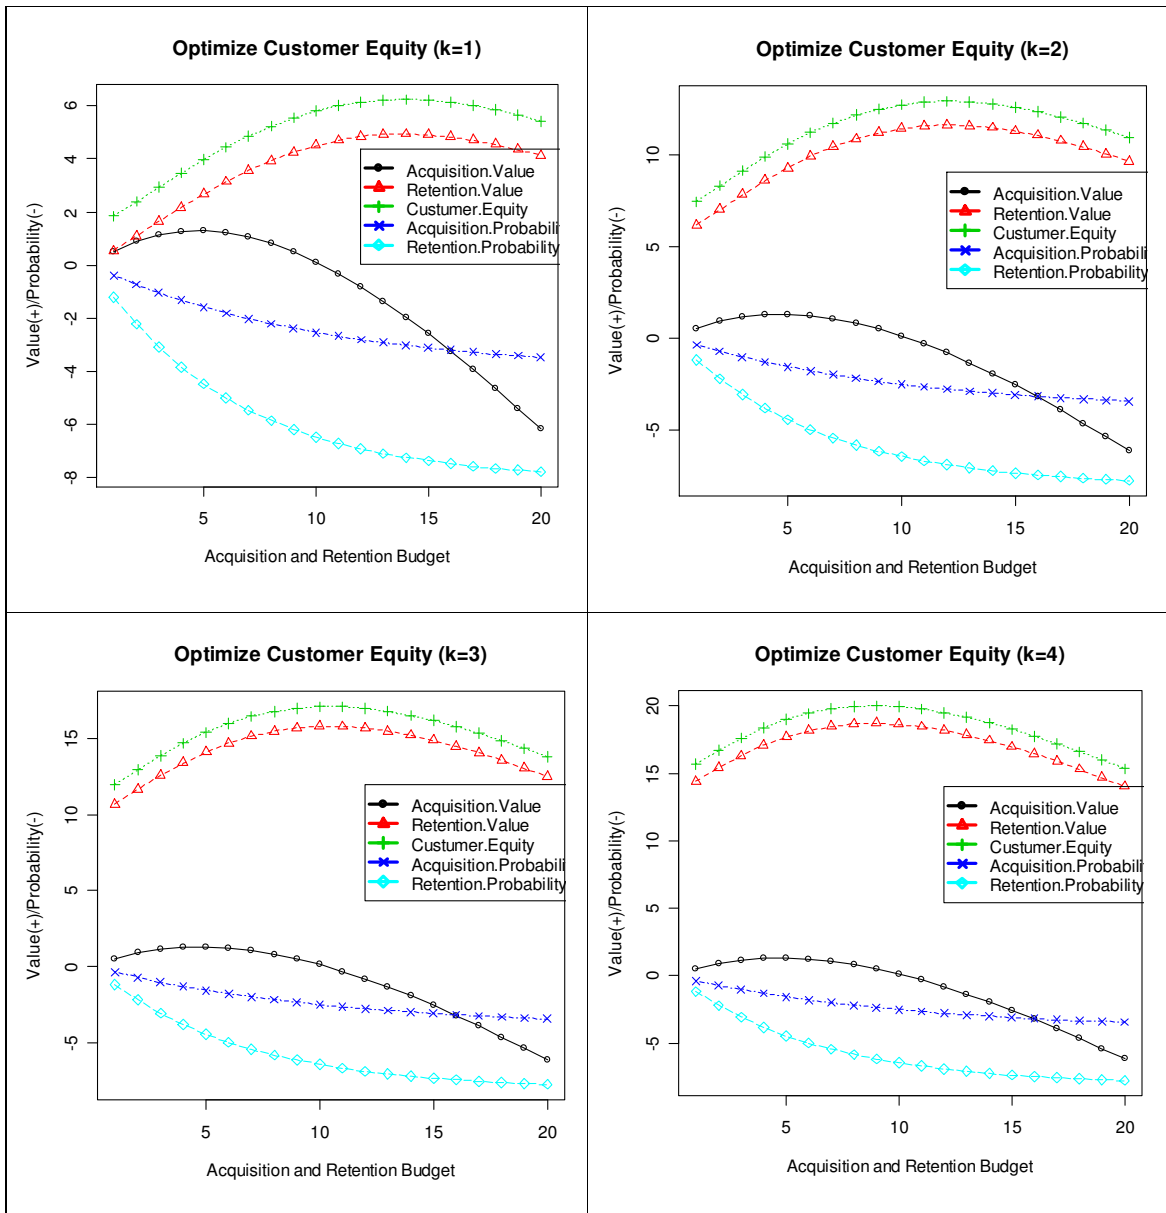 Optimize Customer Equity (k=1)
Value(+)/Probability(-)
6
4
2
0
-2
-4
-6
-8
Acquisition.Value
Retention.Value
Custumer.Equity
Acquisition.Probabili
Retention.Probability
5 10 15 20
Acquisition and Retention Budget
Optimize Customer Equity (k=2)
Value(+)/Probability(-)
10
5
0
-5
Acquisition.Value
Retention.Value
Custumer.Equity
Acquisition.Probabili
Retention.Probability
5 10 15 20
Acquisition and Retention Budget
Optimize Customer Equity (k=3)
Value(+)/Probability(-)
15
10
5
0
-5
Acquisition.Value
Retention.Value
Custumer.Equity
Acquisition.Probabili
Retention.Probability
5 10 15 20
Acquisition and Retention Budget
Optimize Customer Equity (k=4)
Value(+)/Probability(-)
20
15
10
5
0
-5
Acquisition.Value
Retention.Value
Custumer.Equity
Acquisition.Probabili
Retention.Probability
5 10 15 20
Acquisition and Retention Budget